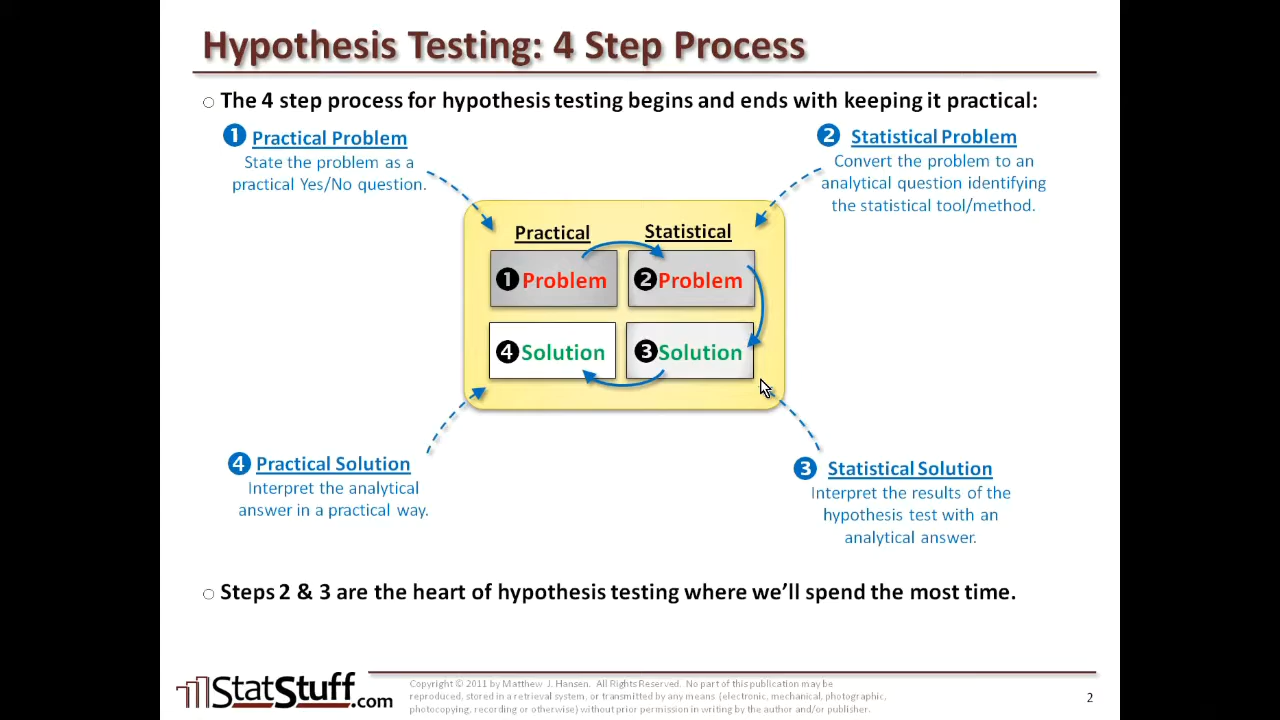 Hypothesis Testing: 4 Step Process
The 4 step process for hypothesis testing begins and ends with keeping it practical:
1 Practical Problem
State the problem as a
practical Yes/No question.
2 Statistical Problem
Convert the problem to an
analytical question identifying
the statistical tool/method.
Practical Statistical
1 Problem 2 Problem
4 Solution 3 Solution
4 Practical Solution
Interpret the analytical
answer in a practical way.
3 Statistical Solution
Interpret the results of the
hypothesis test with an
analytical answer.
Steps 2 & 3 are the heart of hypothesis testing where we'll spend the most time.
StatStuff.com
Copyright © 2011 by Matthew J. Hansen. All Rights Reserved. No part of this publication may be
reproduced, stored in a retrieval system, or transmitted by any means (electronic, mechanical, photographic,
photocopying, recording or otherwise) without prior permission in writing by the author and/or publisher.
2